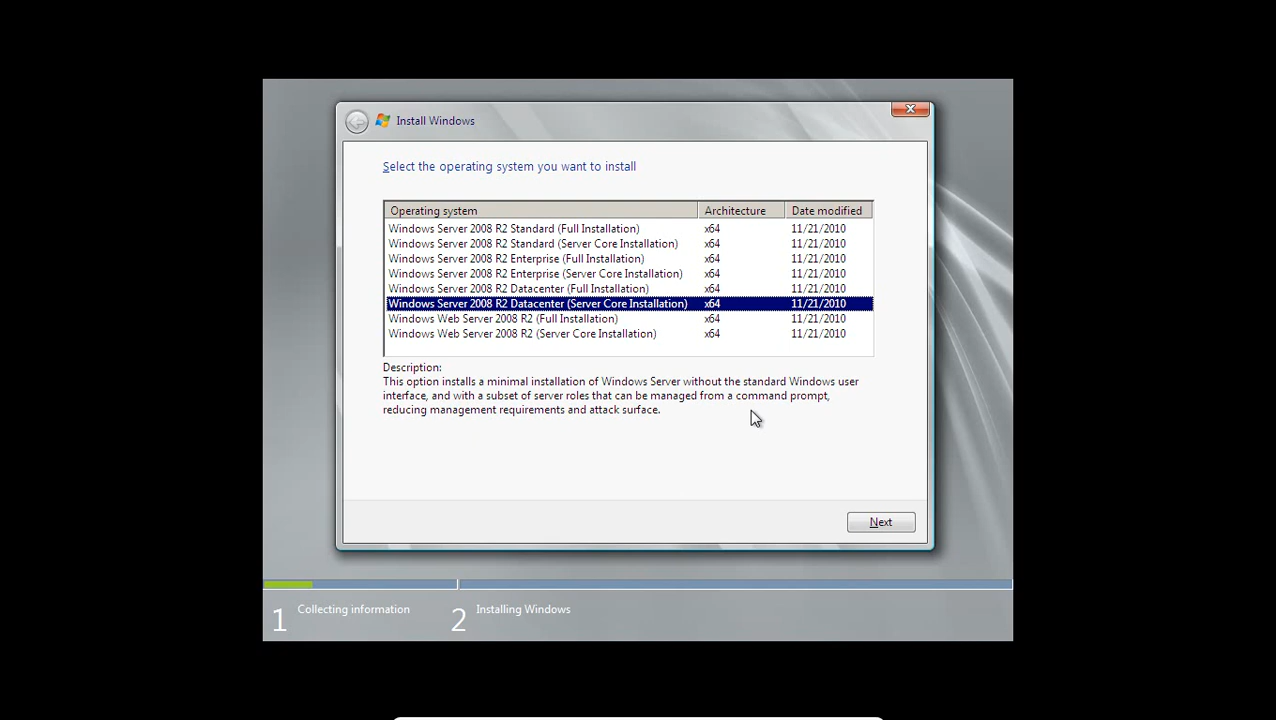 Install Windows
Select the operating system you want to install
Operating system Architecture Date modified
Windows Server 2008 R2 Standard (Full Installation) x64 11/21/2010
Windows Server 2008 R2 Standard (Server Core Installation) x64 11/21/2010
Windows Server 2008 R2 Enterprise (Full Installation) x64 11/21/2010
Windows Server 2008 R2 Enterprise (Server Core Installation) x64 11/21/2010
Windows Server 2008 R2 Datacenter (Full Installation) x64 11/21/2010
Windows Server 2008 R2 Datacenter (Server Core Installation) x64 11/21/2010
Windows Web Server 2008 R2 (Full Installation) x64 11/21/2010
Windows Web Server 2008 R2 (Server Core Installation) x64 11/21/2010
Description:
This option installs a minimal installation of Windows Server without the standard Windows user
interface, and with a subset of server roles that can be managed from a command prompt,
reducing management requirements and attack surface.
Next
1 Collecting information 2 Installing Windows